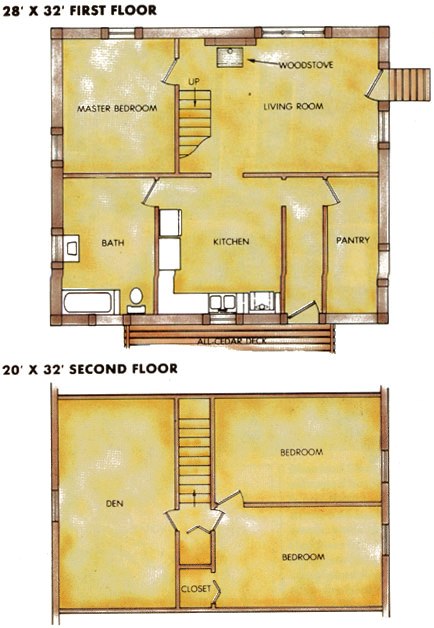 28' X 32' FIRST FLOOR
WOODSTOVE
UP
MASTER BEDROOM
LIVING ROOM
BATH
KITCHEN
PANTRY
ALL-CEDAR DECK
20' X 32' SECOND FLOOR
BEDROOM
DEN
BEDROOM
CLOSET